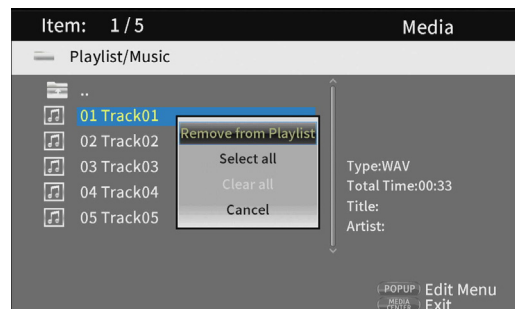 Item: 1/5
Media
Playlist/Music
..
01 Track01
02 Track02
03 Track03
04 Track04
05 Track05
Remove from Playlist
Select all
Clear all
Cancel
Type:WAV
Total Time:00:33
Title:
Artist:
POPUP Edit Menu
MEDIA CENTER Exit